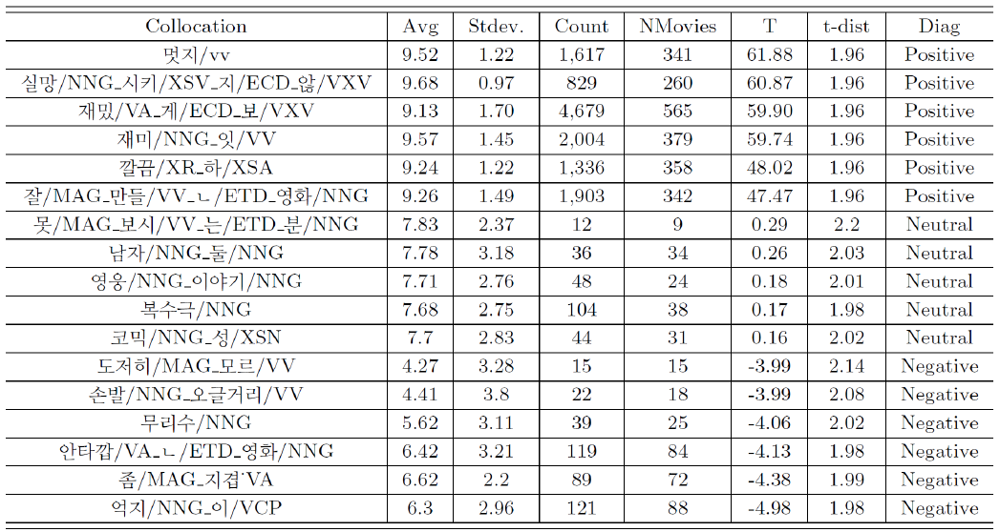 Collocation Avg Stdev. Count NMovies T t-dist Diag
멋지/vv 9.52 1.22 1,617 341 61.88 1.96 Positive
실망/NNG_시키/XSV_지/ECD_않/VXV 9.68 0.97 829 260 60.87 1.96 Positive
재밌/VA_게/ECD_보/VXV 9.13 1.70 4,679 565 59.90 1.96 Positive
재미/NNG_잇/VV 9.57 1.45 2,004 379 59.74 1.96 Positive
깔끔/XR_하/XSA 9.24 1.22 1,336 358 48.02 1.96 Positive
잘/MAG_만들/VV_ㄴ/ETD_영화/NNG 9.26 1.49 1,903 342 47.47 1.96 Positive
못/MAG_보시/VV_는/ETD_분/NNG 7.83 2.37 12 9 0.29 2.2 Neutral
남자/NNG_둘/NNG 7.78 3.18 36 34 0.26 2.03 Neutral
영웅/NNG_이야기/NNG 7.71 2.76 48 24 0.18 2.01 Neutral
복수극/NNG 7.68 2.75 104 38 0.17 1.98 Neutral
코믹/NNG_성/XSN 7.7 2.83 44 31 0.16 2.02 Neutral
도저히/MAG_모르/VV 4.27 3.28 15 15 -3.99 2.14 Negative
손발/NNG_오글거리/VV 4.41 3.8 22 18 -3.99 2.08 Negative
무리수/NNG 5.62 3.11 39 25 -4.06 2.02 Negative
안타깝/VA_ㄴ/ETD_영화/NNG 6.42 3.21 119 84 -4.13 1.98 Negative
좀/MAG_지겹˙VA 6.62 2.2 89 72 -4.38 1.99 Negative
억지/NNG_이/VCP 6.3 2.96 121 88 -4.98 1.98 Negative